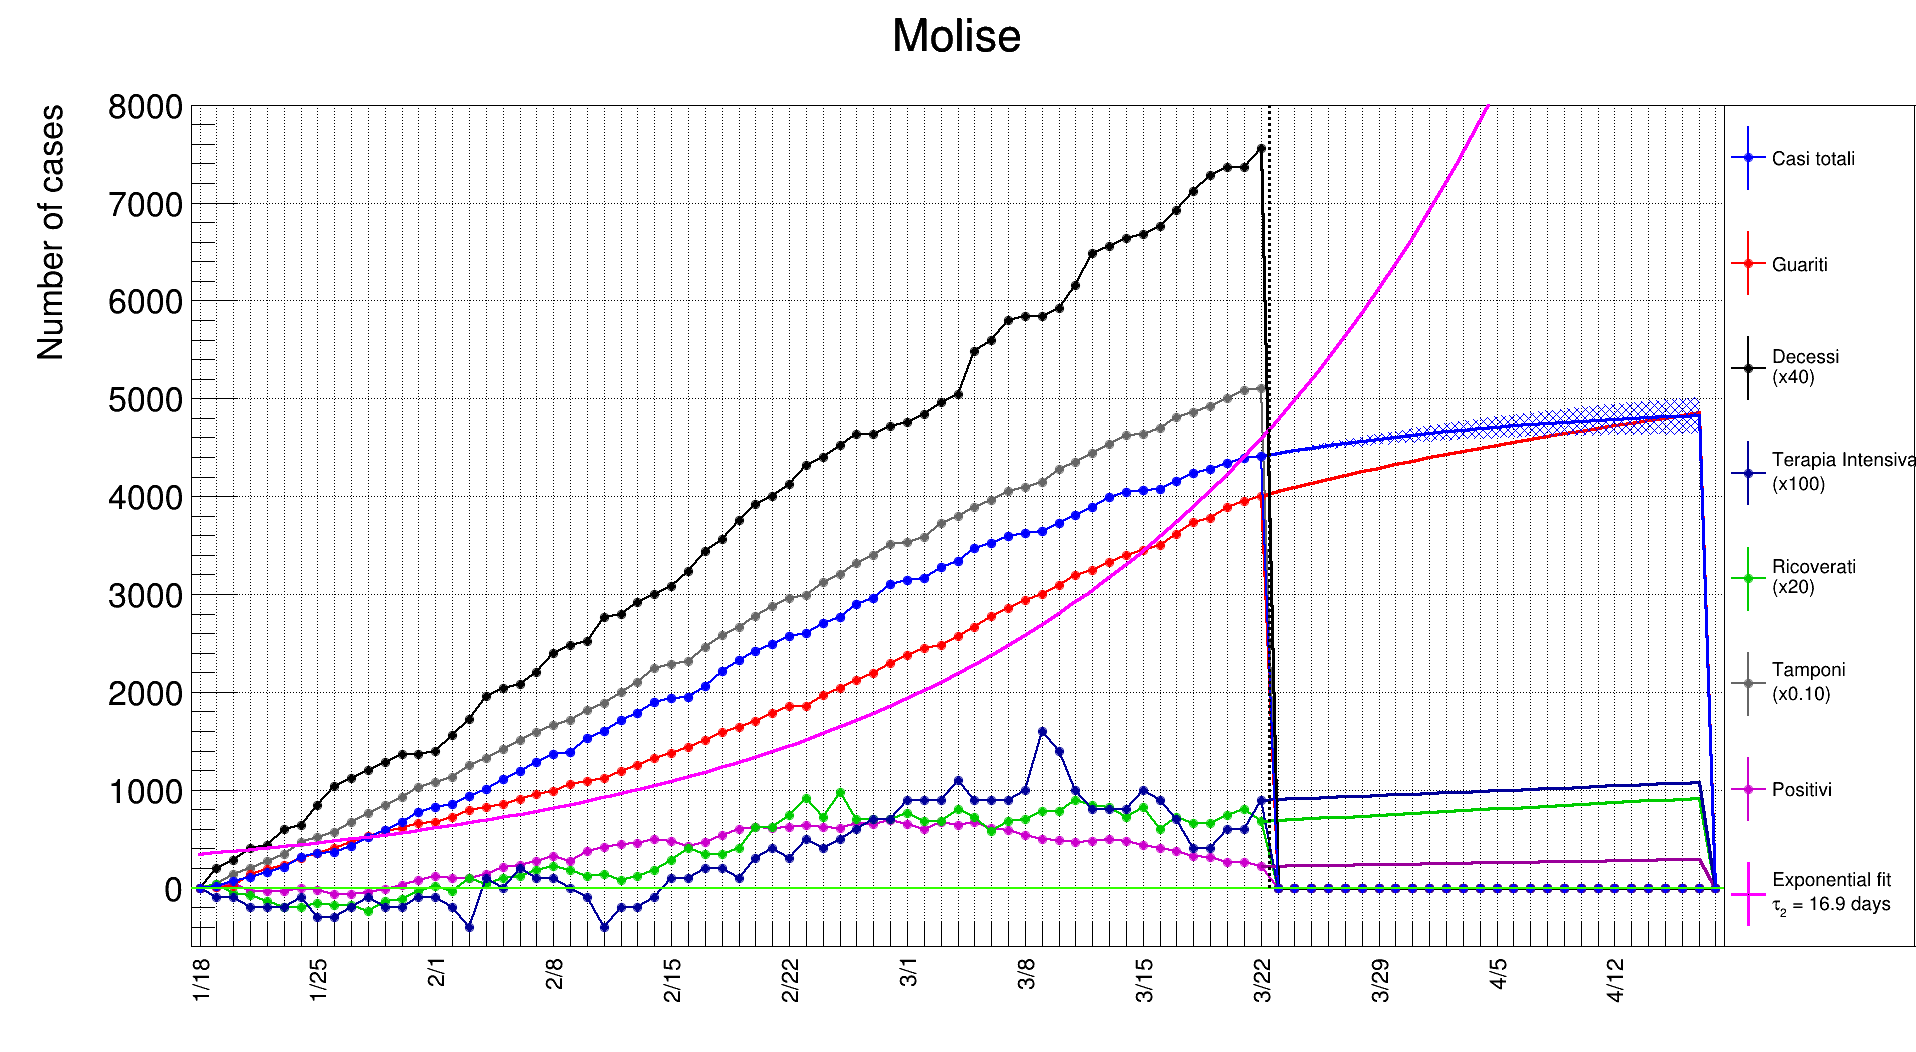 Molise
Number of cases
8000
7000
6000
5000
4000
3000
2000
1000
0
1/18
1/25
2/1
2/8
2/15
2/22
3/1
3/8
3/15
3/22
3/29
4/5
4/12
Casi totali
Guariti
Decessi
(x40)
Terapia Intensiva
(x100)
Ricoverati
(x20)
Tamponi
(x0.10)
Positivi
Exponential fit
τ2 = 16.9 days